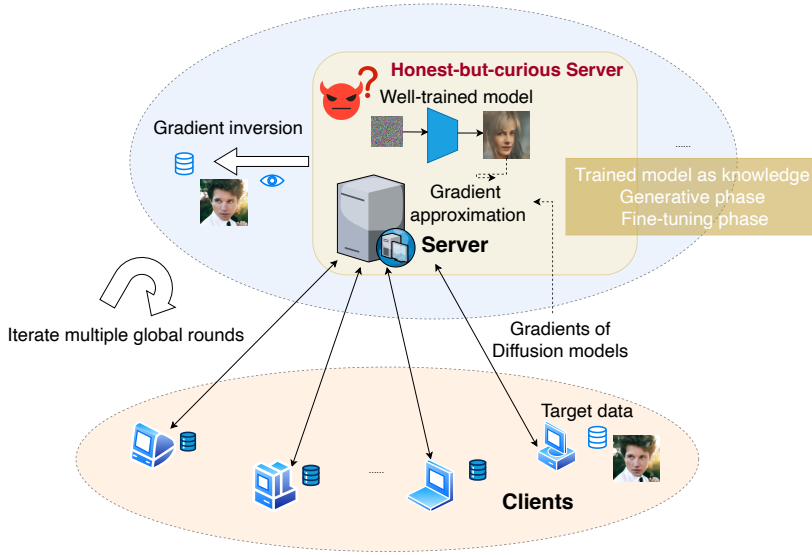 Honest-but-curious Server
Well-trained model
Gradient inversion
......
Trained model as knowledge
Generative phase
Fine-tuning phase
Gradient
approximation
Server
Iterate multiple global rounds
Gradients of
Diffusion models
Target data
......
Clients